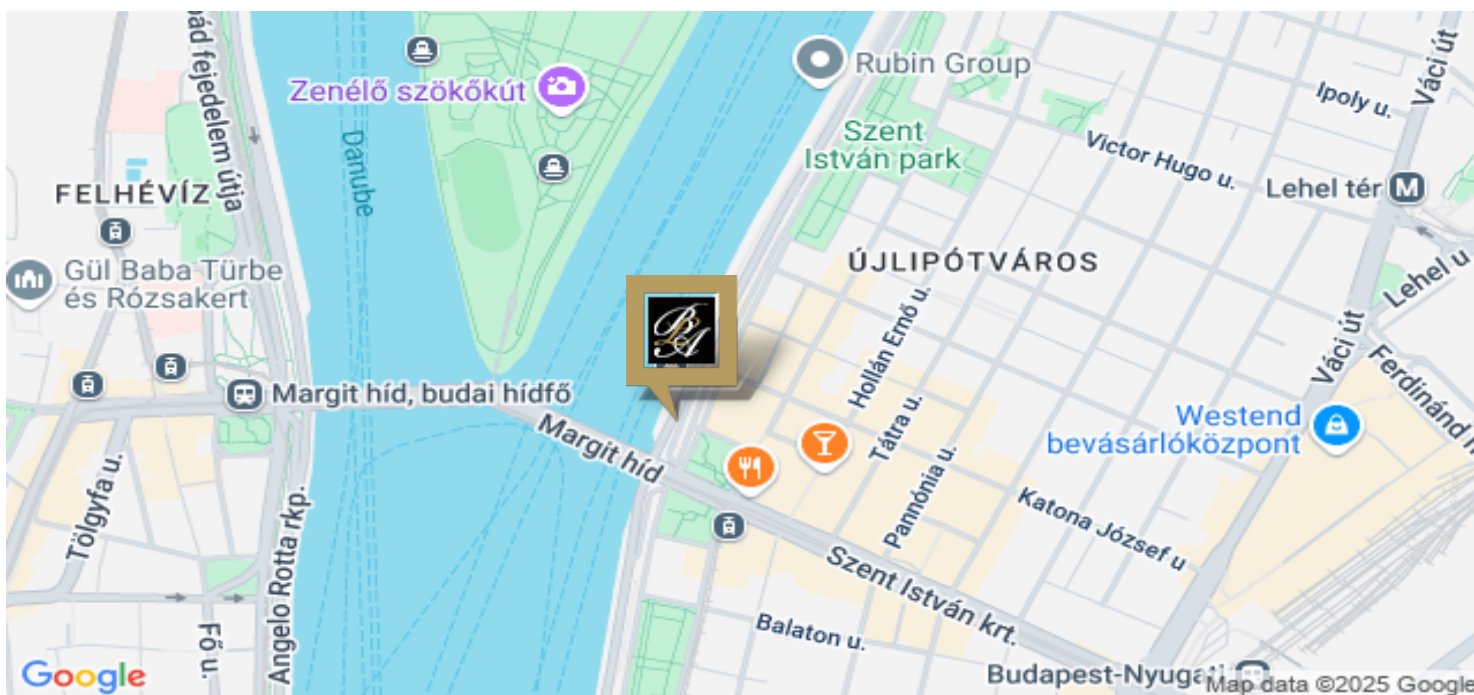 pád fejedelem útja
Zenélő szökőkút
Rubin Group
Váci út
Ipoly u.
Szent
István park
Victor Hugo u.
Lehel tér
M
Danube
FELHÉVÍZ
Gül Baba Türbe
és Rózsakert
ÚJLIPÓTVÁROS
Lehel u
BLA
Hollán Ernő u.
Váci út
Ferdinánd h
Margit híd, budai hídfő
Margit híd
Tátra u.
Westend
bevásárlóközpont
Pannónia u.
Katona József u
Tölgyfa u.
Angelo Rotta rkp.
Szent István krt.
Fő u.
Balaton u.
Budapest-Nyugati
Google
Map data ©2025 Google